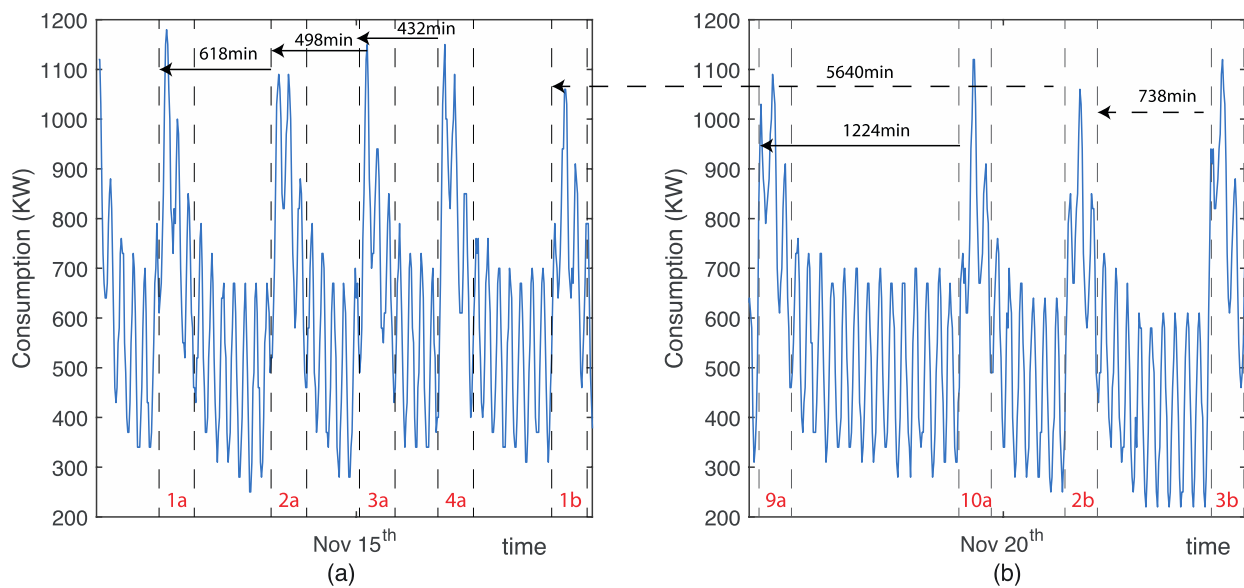 1200
1100
1000
900
800
700
600
500
400
300
200
Consumption (KW)
618min
498min
432min
1a
2a
3a
4a
1b
Nov 15th
time
(a)
1200
1100
1000
900
800
700
600
500
400
300
200
Consumption (KW)
5640min
738min
1224min
9a
10a
2b
3b
Nov 20th
time
(b)